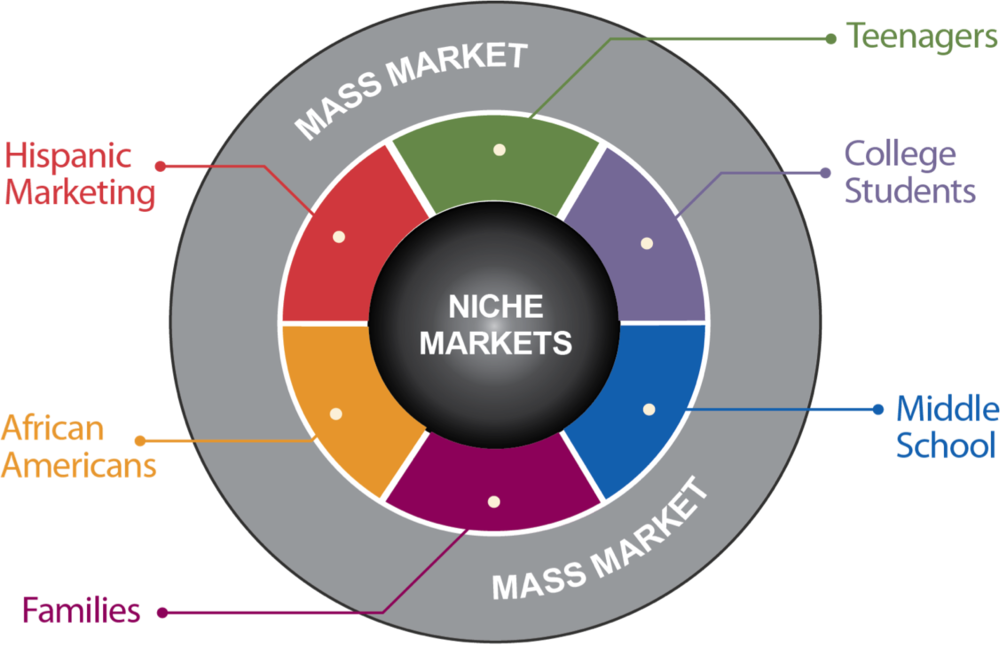 MASS MARKET
Teenagers
Hispanic
Marketing
College
Students
NICHE
MARKETS
African
Americans
Middle
School
MASS MARKET
Families